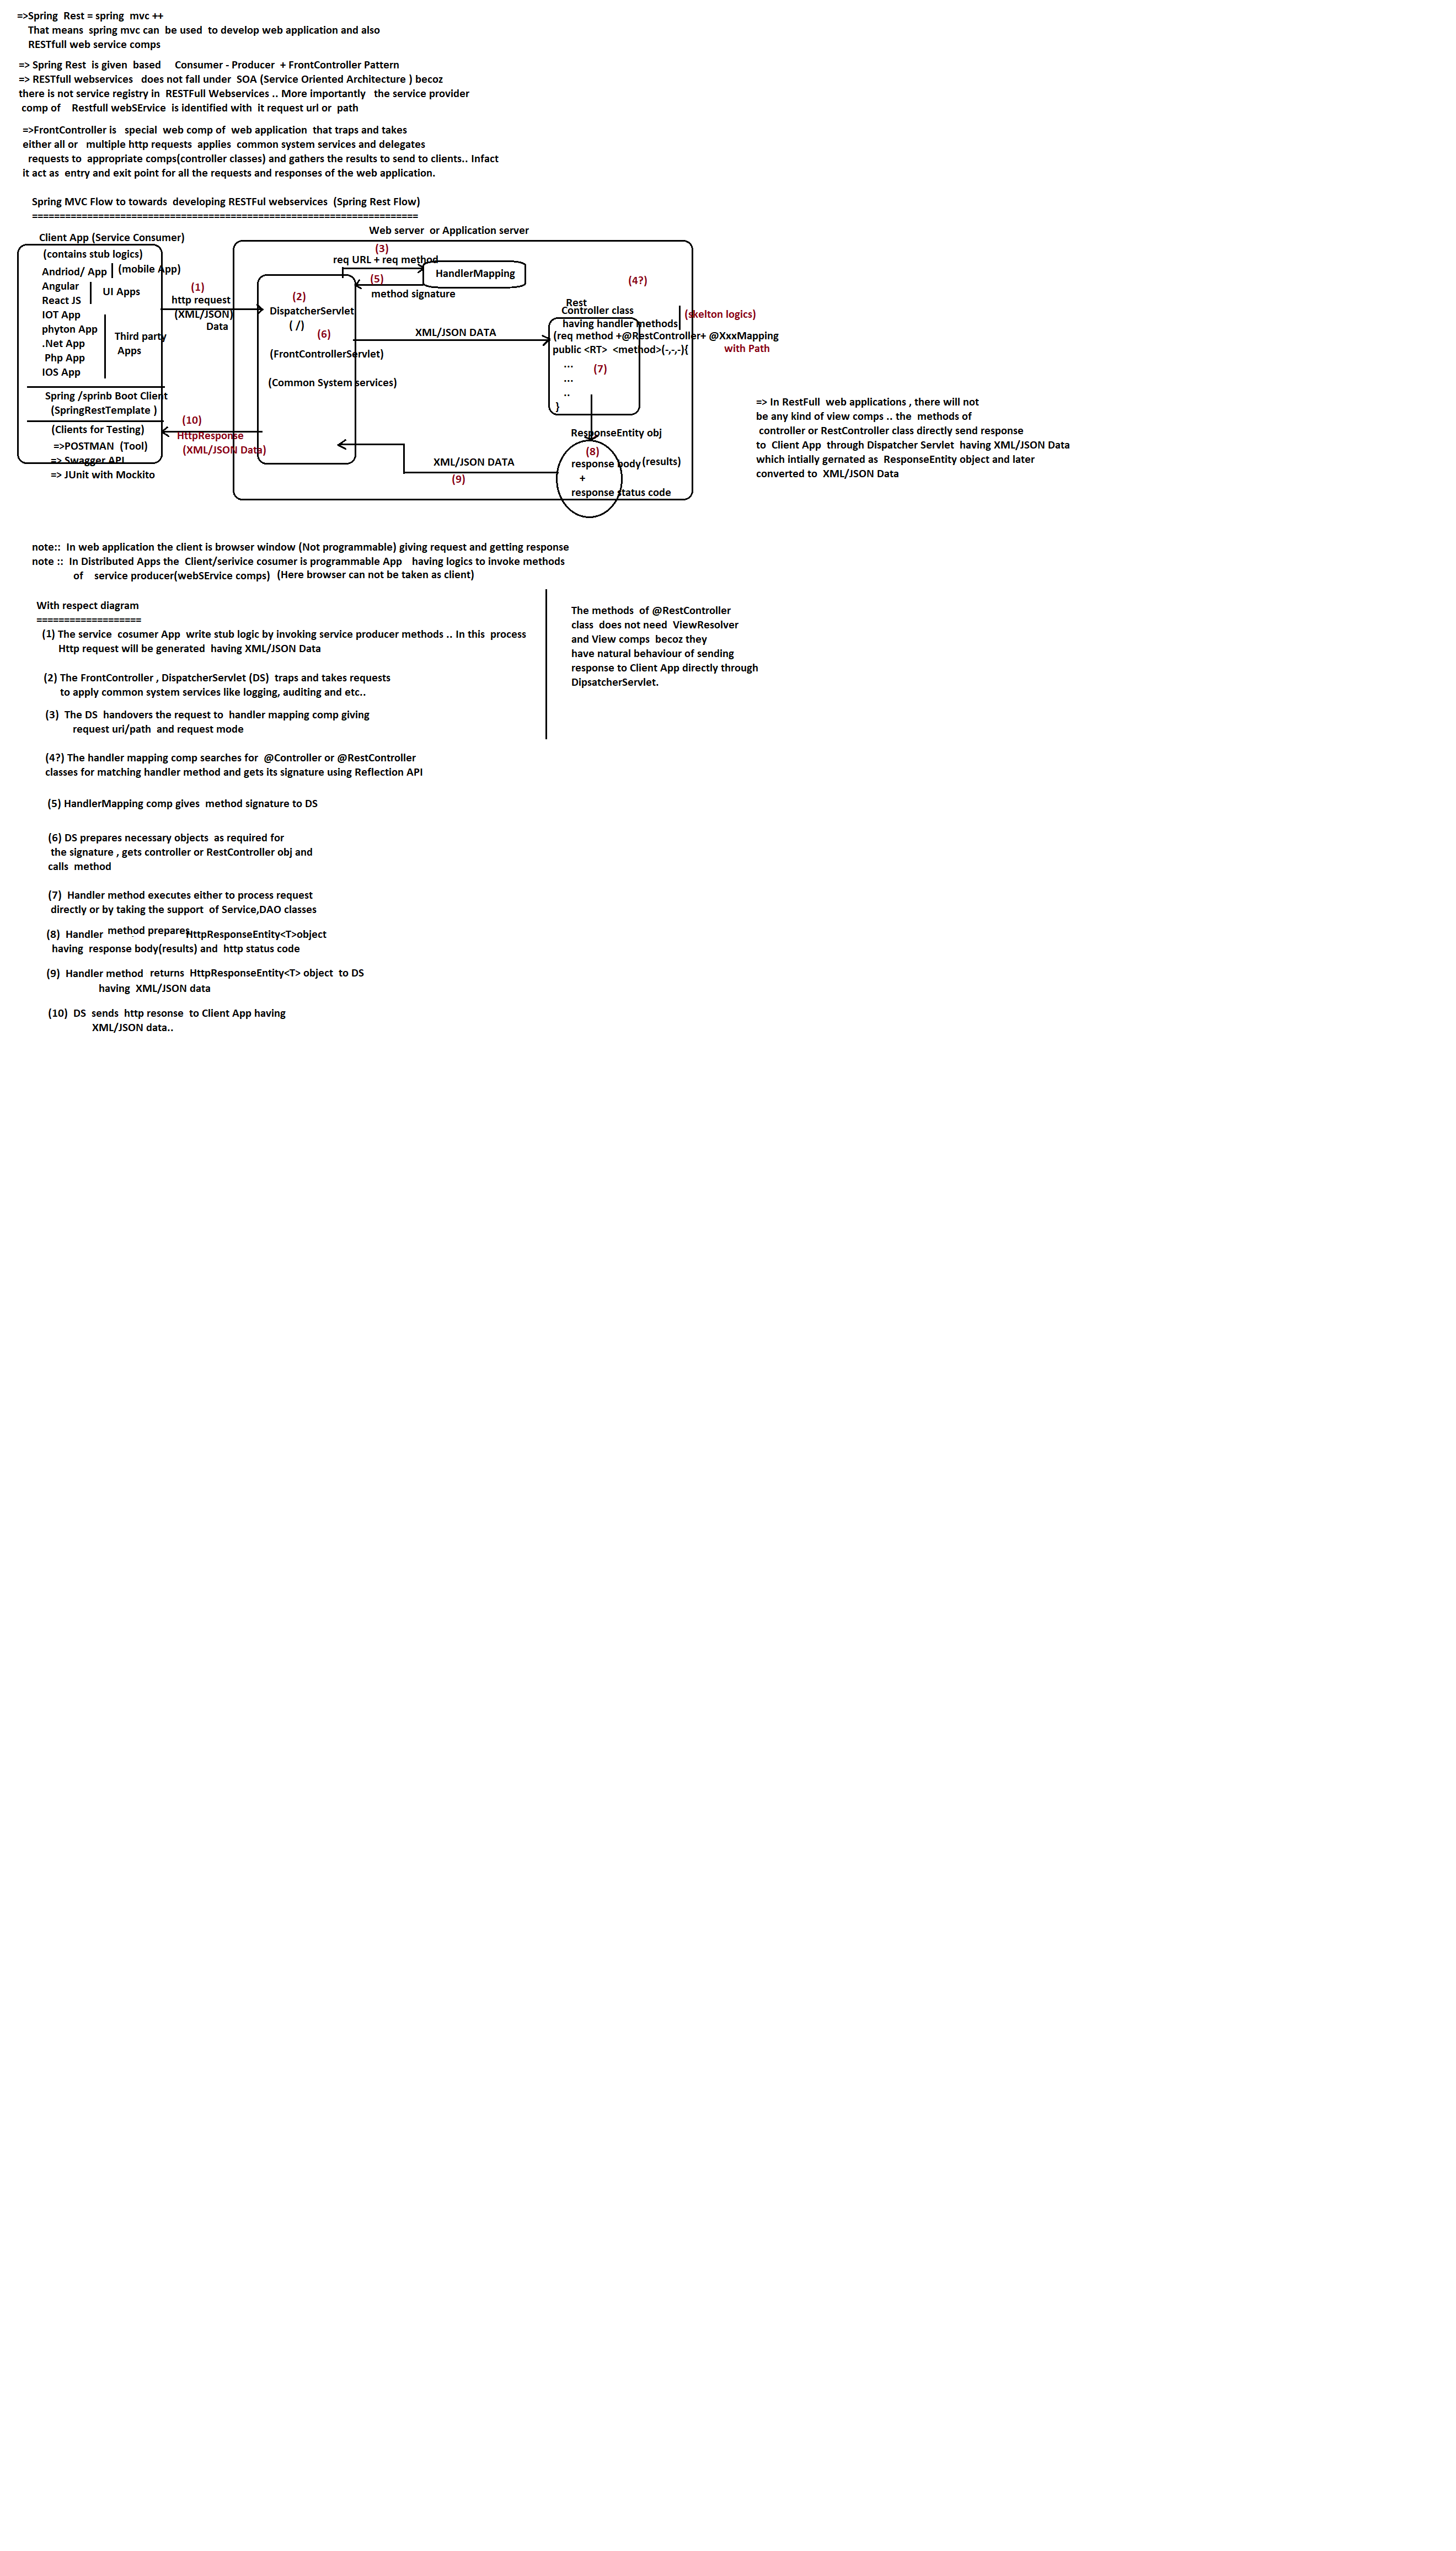 =>Spring Rest = spring mvc ++
That means spring mvc can be used to develop web application and also
RESTfull web service comps
=> Spring Rest is given based Consumer - Producer + FrontController Pattern
=> RESTfull webservices does not fall under SOA (Service Oriented Architecture ) becoz
there is not service registry in RESTFull Webservices .. More importantly the service provider
comp of Restfull webSErvice is identified with it request url or path
=>FrontController is special web comp of web application that traps and takes
either all or multiple http requests applies common system services and delegates
requests to appropriate comps(controller classes) and gathers the results to send to clients.. Infact
it act as entry and exit point for all the requests and responses of the web application.
Spring MVC Flow to towards developing RESTFul webservices (Spring Rest Flow)
======================================================================
Client App (Service Consumer)
(contains stub logics)
Andriod/ App
(mobile App)
Angular
React JS
UI Apps
IOT App
phyton App
.Net App
Php App
IOS App
Third party
Apps
Spring /sprinb Boot Client
(SpringRestTemplate )
(Clients for Testing)
=>POSTMAN (Tool)
=> Swagger API
=> JUnit with Mockito
(1)
http request
(XML/JSON)
Data
(10)
HttpResponse
(XML/JSON Data)
Web server or Application server
(3)
req URL + req method
HandlerMapping
(5)
method signature
(2)
DispatcherServlet
( /)
(6)
(FrontControllerServlet)
(Common System services)
XML/JSON DATA
(4?)
Rest
Controller class
having handler methods
(skelton logics)
(req method +@RestController+ @XxxMapping
with Path
public <RT> <method>(-,-,-){
...
(7)
...
..
}
ResponseEntity obj
(8)
response body
(results)
+
response status code
XML/JSON DATA
(9)
=> In RestFull web applications , there will not
be any kind of view comps .. the methods of
controller or RestController class directly send response
to Client App through Dispatcher Servlet having XML/JSON Data
which intially gernated as ResponseEntity object and later
converted to XML/JSON Data
note:: In web application the client is browser window (Not programmable) giving request and getting response
note :: In Distributed Apps the Client/serivice cosumer is programmable App having logics to invoke methods
of service producer(webSErvice comps) (Here browser can not be taken as client)
With respect diagram
===================
(1) The service cosumer App write stub logic by invoking service producer methods .. In this process
Http request will be generated having XML/JSON Data
(2) The FrontController , DispatcherServlet (DS) traps and takes requests
to apply common system services like logging, auditing and etc..
(3) The DS handovers the request to handler mapping comp giving
request uri/path and request mode
(4?) The handler mapping comp searches for @Controller or @RestController
classes for matching handler method and gets its signature using Reflection API
(5) HandlerMapping comp gives method signature to DS
(6) DS prepares necessary objects as required for
the signature , gets controller or RestController obj and
calls method
(7) Handler method executes either to process request
directly or by taking the support of Service,DAO classes
(8) Handler method prepares HttpResponseEntity<T>object
having response body(results) and http status code
(9) Handler method returns HttpResponseEntity<T> object to DS
having XML/JSON data
(10) DS sends http resonse to Client App having
XML/JSON data..
The methods of @RestController
class does not need ViewResolver
and View comps becoz they
have natural behaviour of sending
response to Client App directly through
DipsatcherServlet.